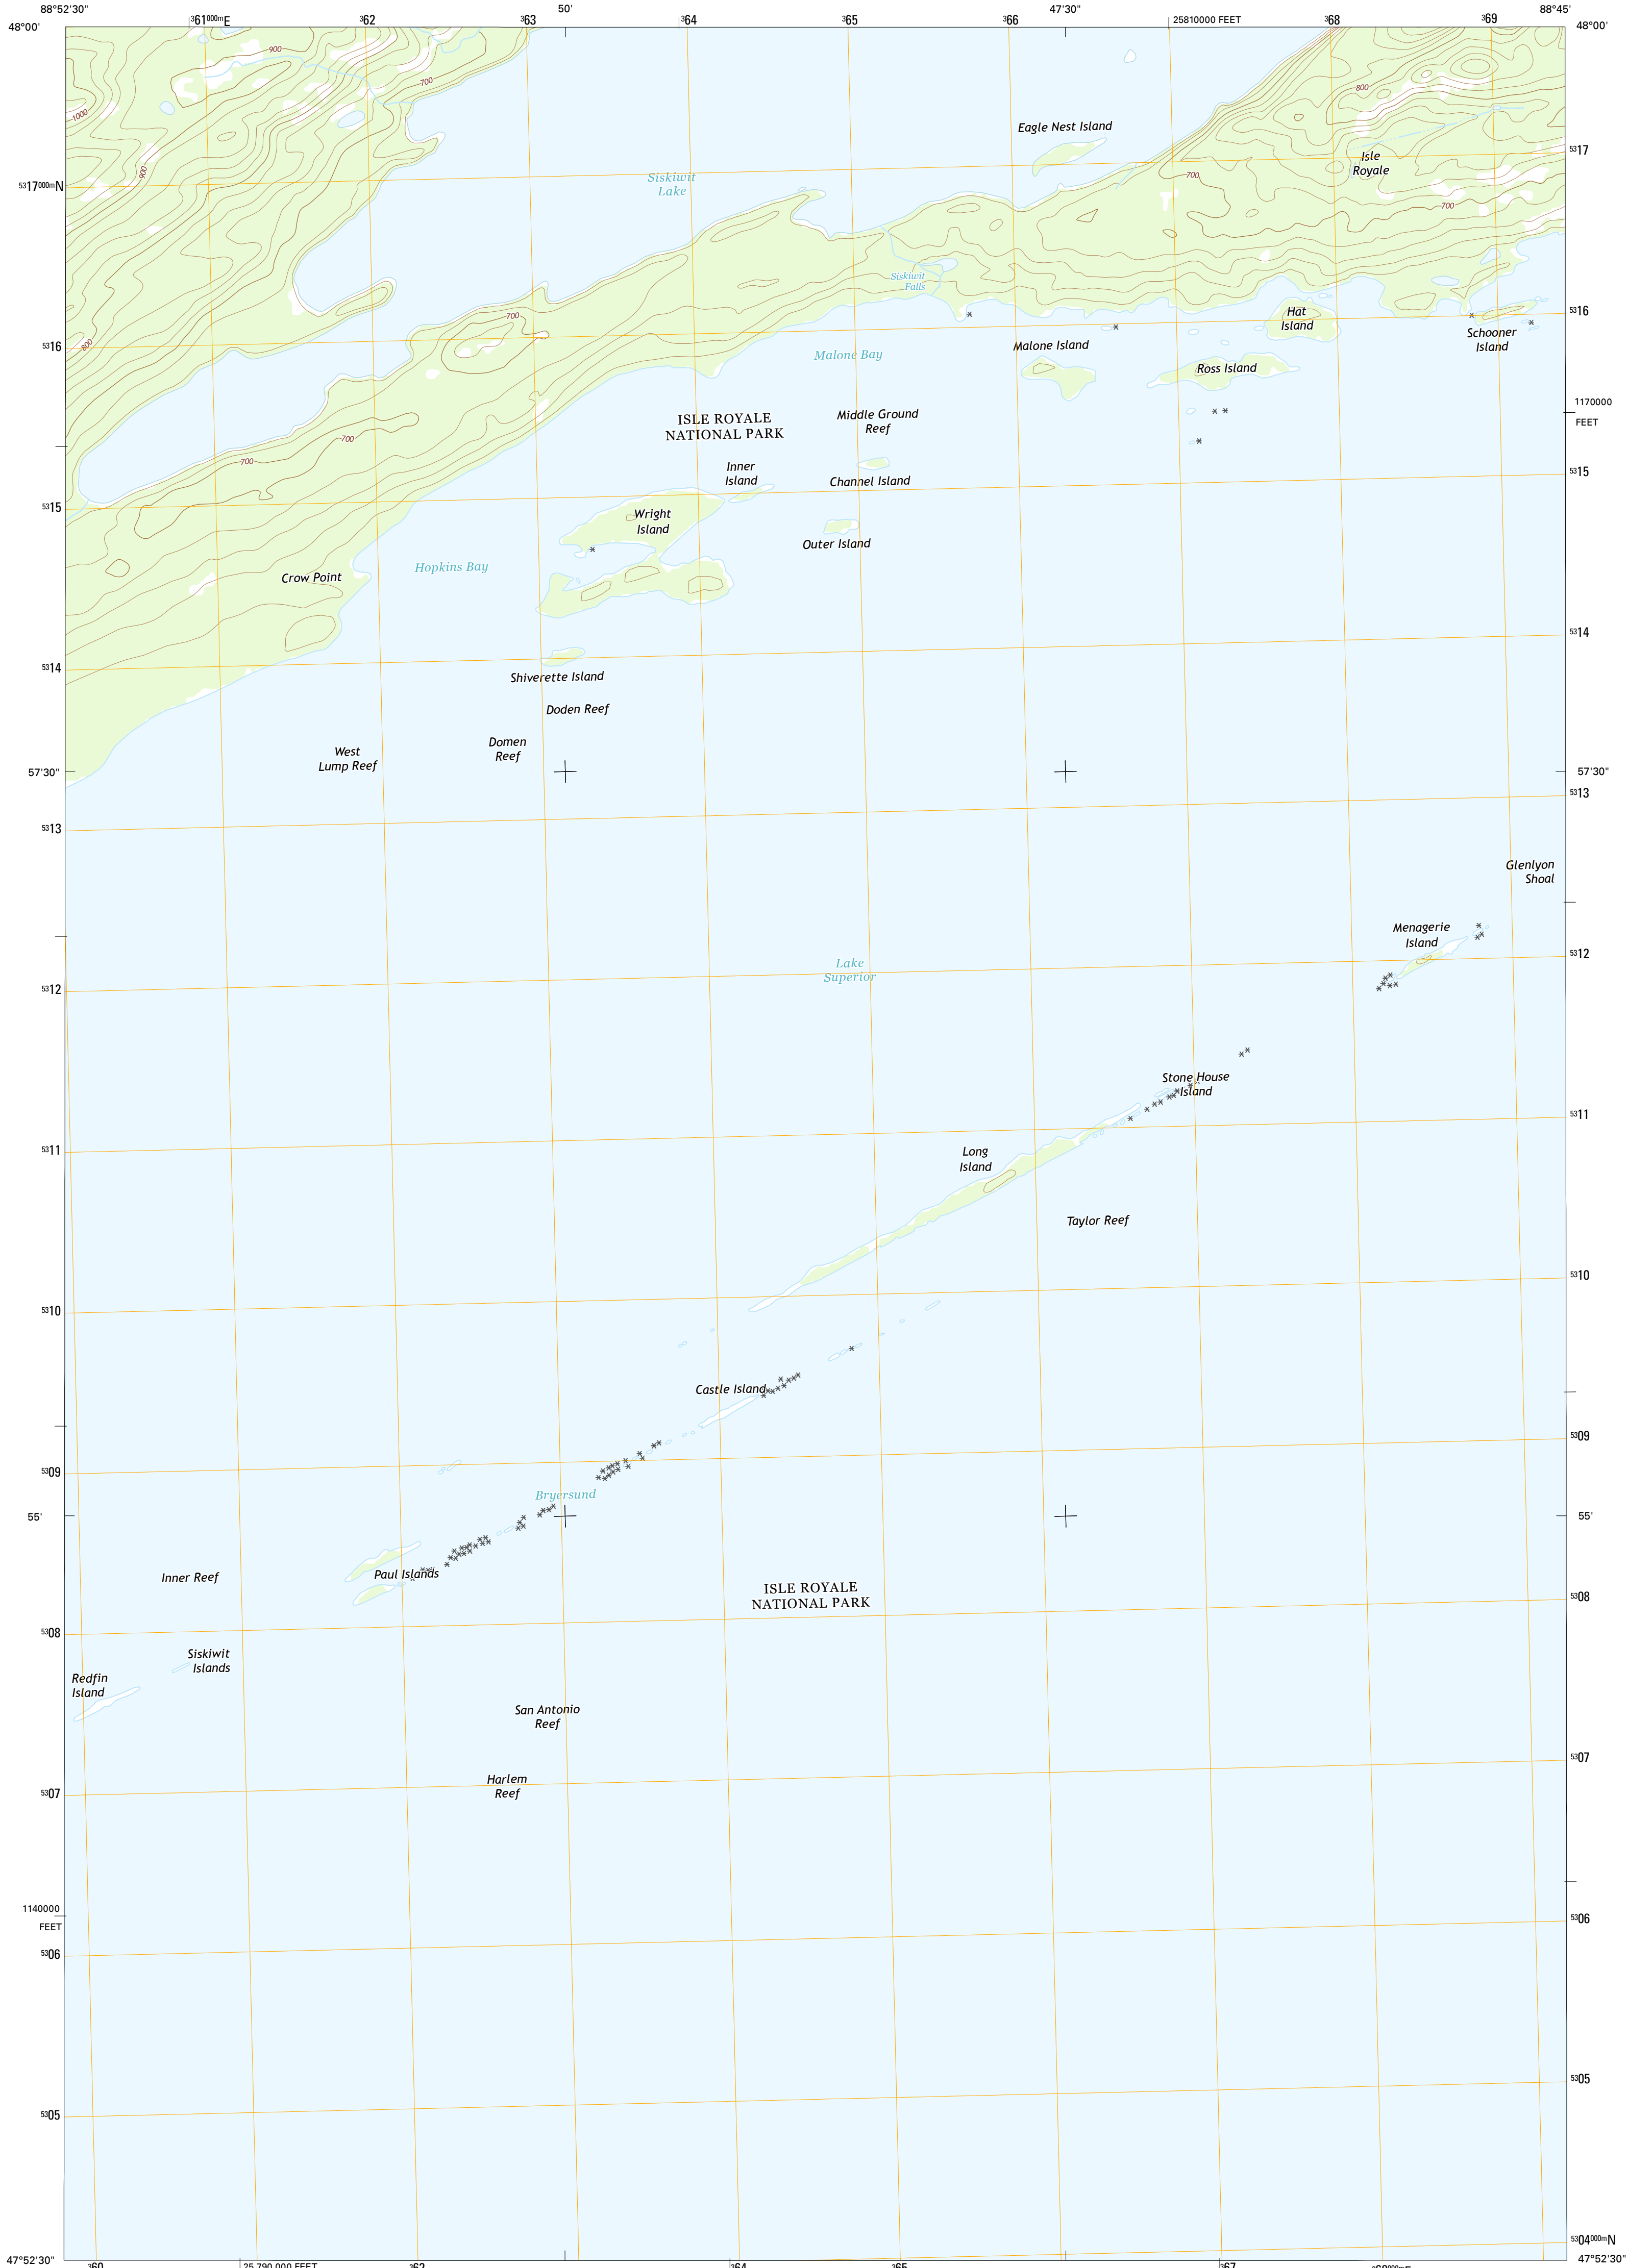 88°52'30"
³61⁰⁰⁰ᵐE
³62
³63
50'
³64
³65
³66
47'30"
25810000 FEET
³68
³69
88°45'
48°00'
48°00'
900
700
800
1000
Eagle Nest Island
⁵³17
Isle
Royale
900
700
Siskiwit
Lake
⁵³17⁰⁰⁰ᵐN
700
Siskiwit
Falls
⁵³16
Hat
Island
700
Schooner
Island
⁵³16
800
Malone Island
Malone Bay
Ross Island
1170000
FEET
ISLE ROYALE
NATIONAL PARK
Middle Ground
Reef
700
700
Inner
Island
Channel Island
⁵³15
⁵³15
Wright
Island
Outer Island
Hopkins Bay
Crow Point
⁵³14
⁵³14
Shiverette Island
Doden Reef
Domen
Reef
West
Lump Reef
57'30"
57'30"
⁵³13
⁵³13
Glenlyon
Shoal
Menagerie
Island
⁵³12
Lake
Superior
⁵³12
Stone House
Island
⁵³11
⁵³11
Long
Island
Taylor Reef
⁵³10
⁵³10
Castle Island
⁵³09
⁵³09
Bryersund
55'
55'
Paul Islands
Inner Reef
ISLE ROYALE
NATIONAL PARK
⁵³08
⁵³08
Siskiwit
Islands
Redfin
Island
San Antonio
Reef
⁵³07
Harlem
Reef
⁵³07
1140000
FEET
⁵³06
⁵³06
⁵³05
⁵³05
⁵³04⁰⁰⁰ᵐN
47°52'30"
47°52'30"
³60
25 790 000 FEET
³62
³64
³65
³67